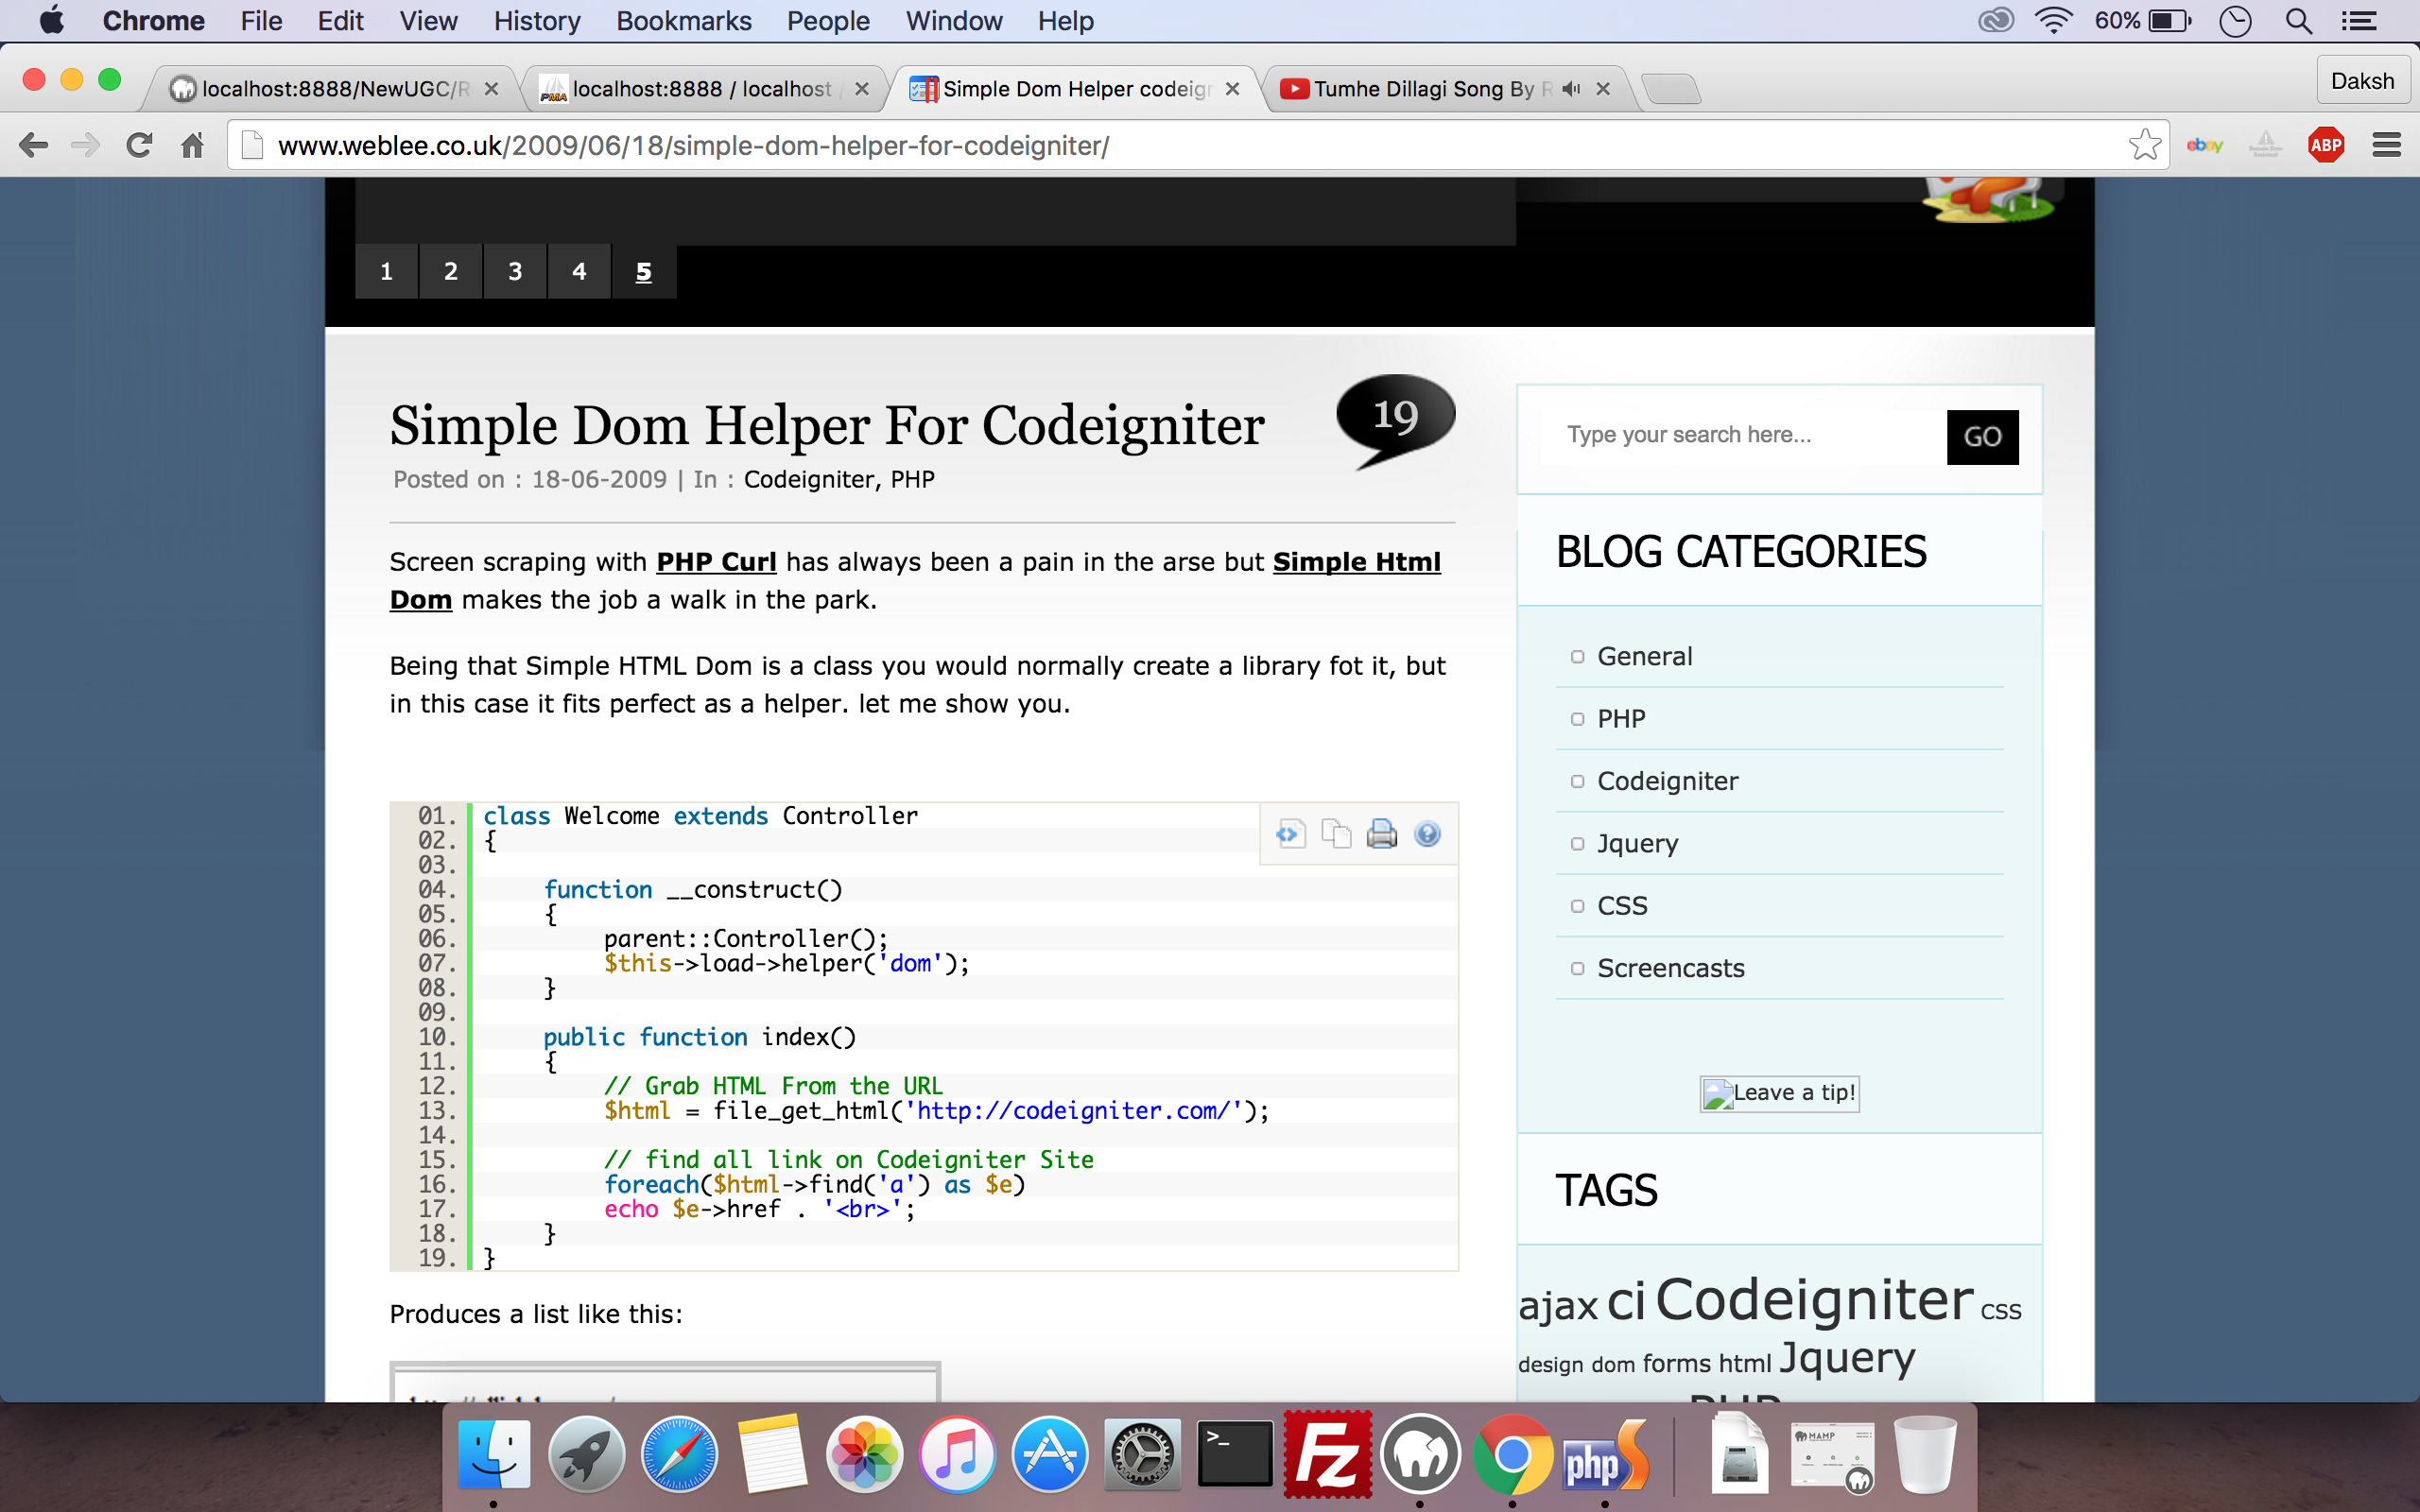 Chrome File Edit View History Bookmarks People Window Help 60%
localhost:8888/NewUGC/R localhost:8888 / localhost / Simple Dom Helper codeign Tumhe Dillagi Song By R Daksh
www.weblee.co.uk/2009/06/18/simple-dom-helper-for-codeigniter/ ebay ABP
1 2 3 4 5
Simple Dom Helper For Codeigniter
19
Posted on : 18-06-2009 | In : Codeigniter, PHP
Screen scraping with PHP Curl has always been a pain in the arse but Simple Html
Dom makes the job a walk in the park.
Being that Simple HTML Dom is a class you would normally create a library fot it, but
in this case it fits perfect as a helper. let me show you.
01. class Welcome extends Controller
02. {
03.
04. function __construct()
05. {
06. parent::Controller();
07. $this->load->helper('dom');
08. }
09.
10. public function index()
11. {
12. // Grab HTML From the URL
13. $html = file_get_html('http://codeigniter.com/');
14.
15. // find all link on Codeigniter Site
16. foreach($html->find('a') as $e)
17. echo $e->href . '<br>';
18. }
19. }
Produces a list like this:
Type your search here... GO
BLOG CATEGORIES
General
PHP
Codeigniter
Jquery
CSS
Screencasts
Leave a tip!
TAGS
ajax ci Codeigniter css
design dom forms html Jquery
PHP
>_ Fz php MAMP